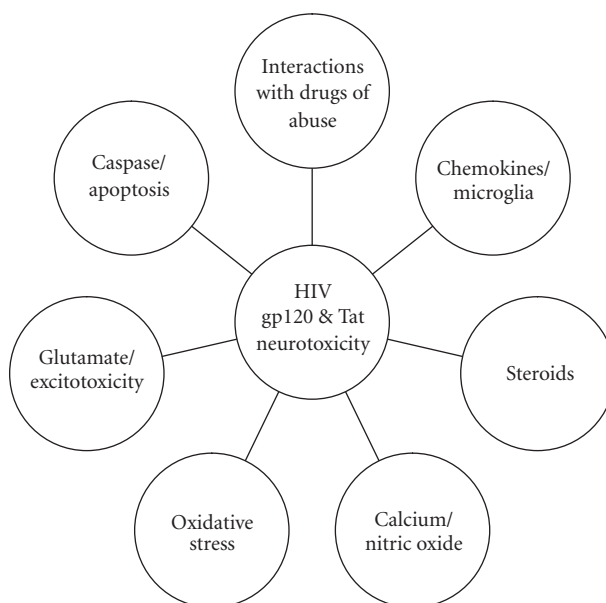 Interactions
with drugs of
abuse
Caspase/
apoptosis
Chemokines/
microglia
HIV
gp120 & Tat
neurotoxicity
Glutamate/
excitotoxicity
Steroids
Oxidative
stress
Calcium/
nitric oxide